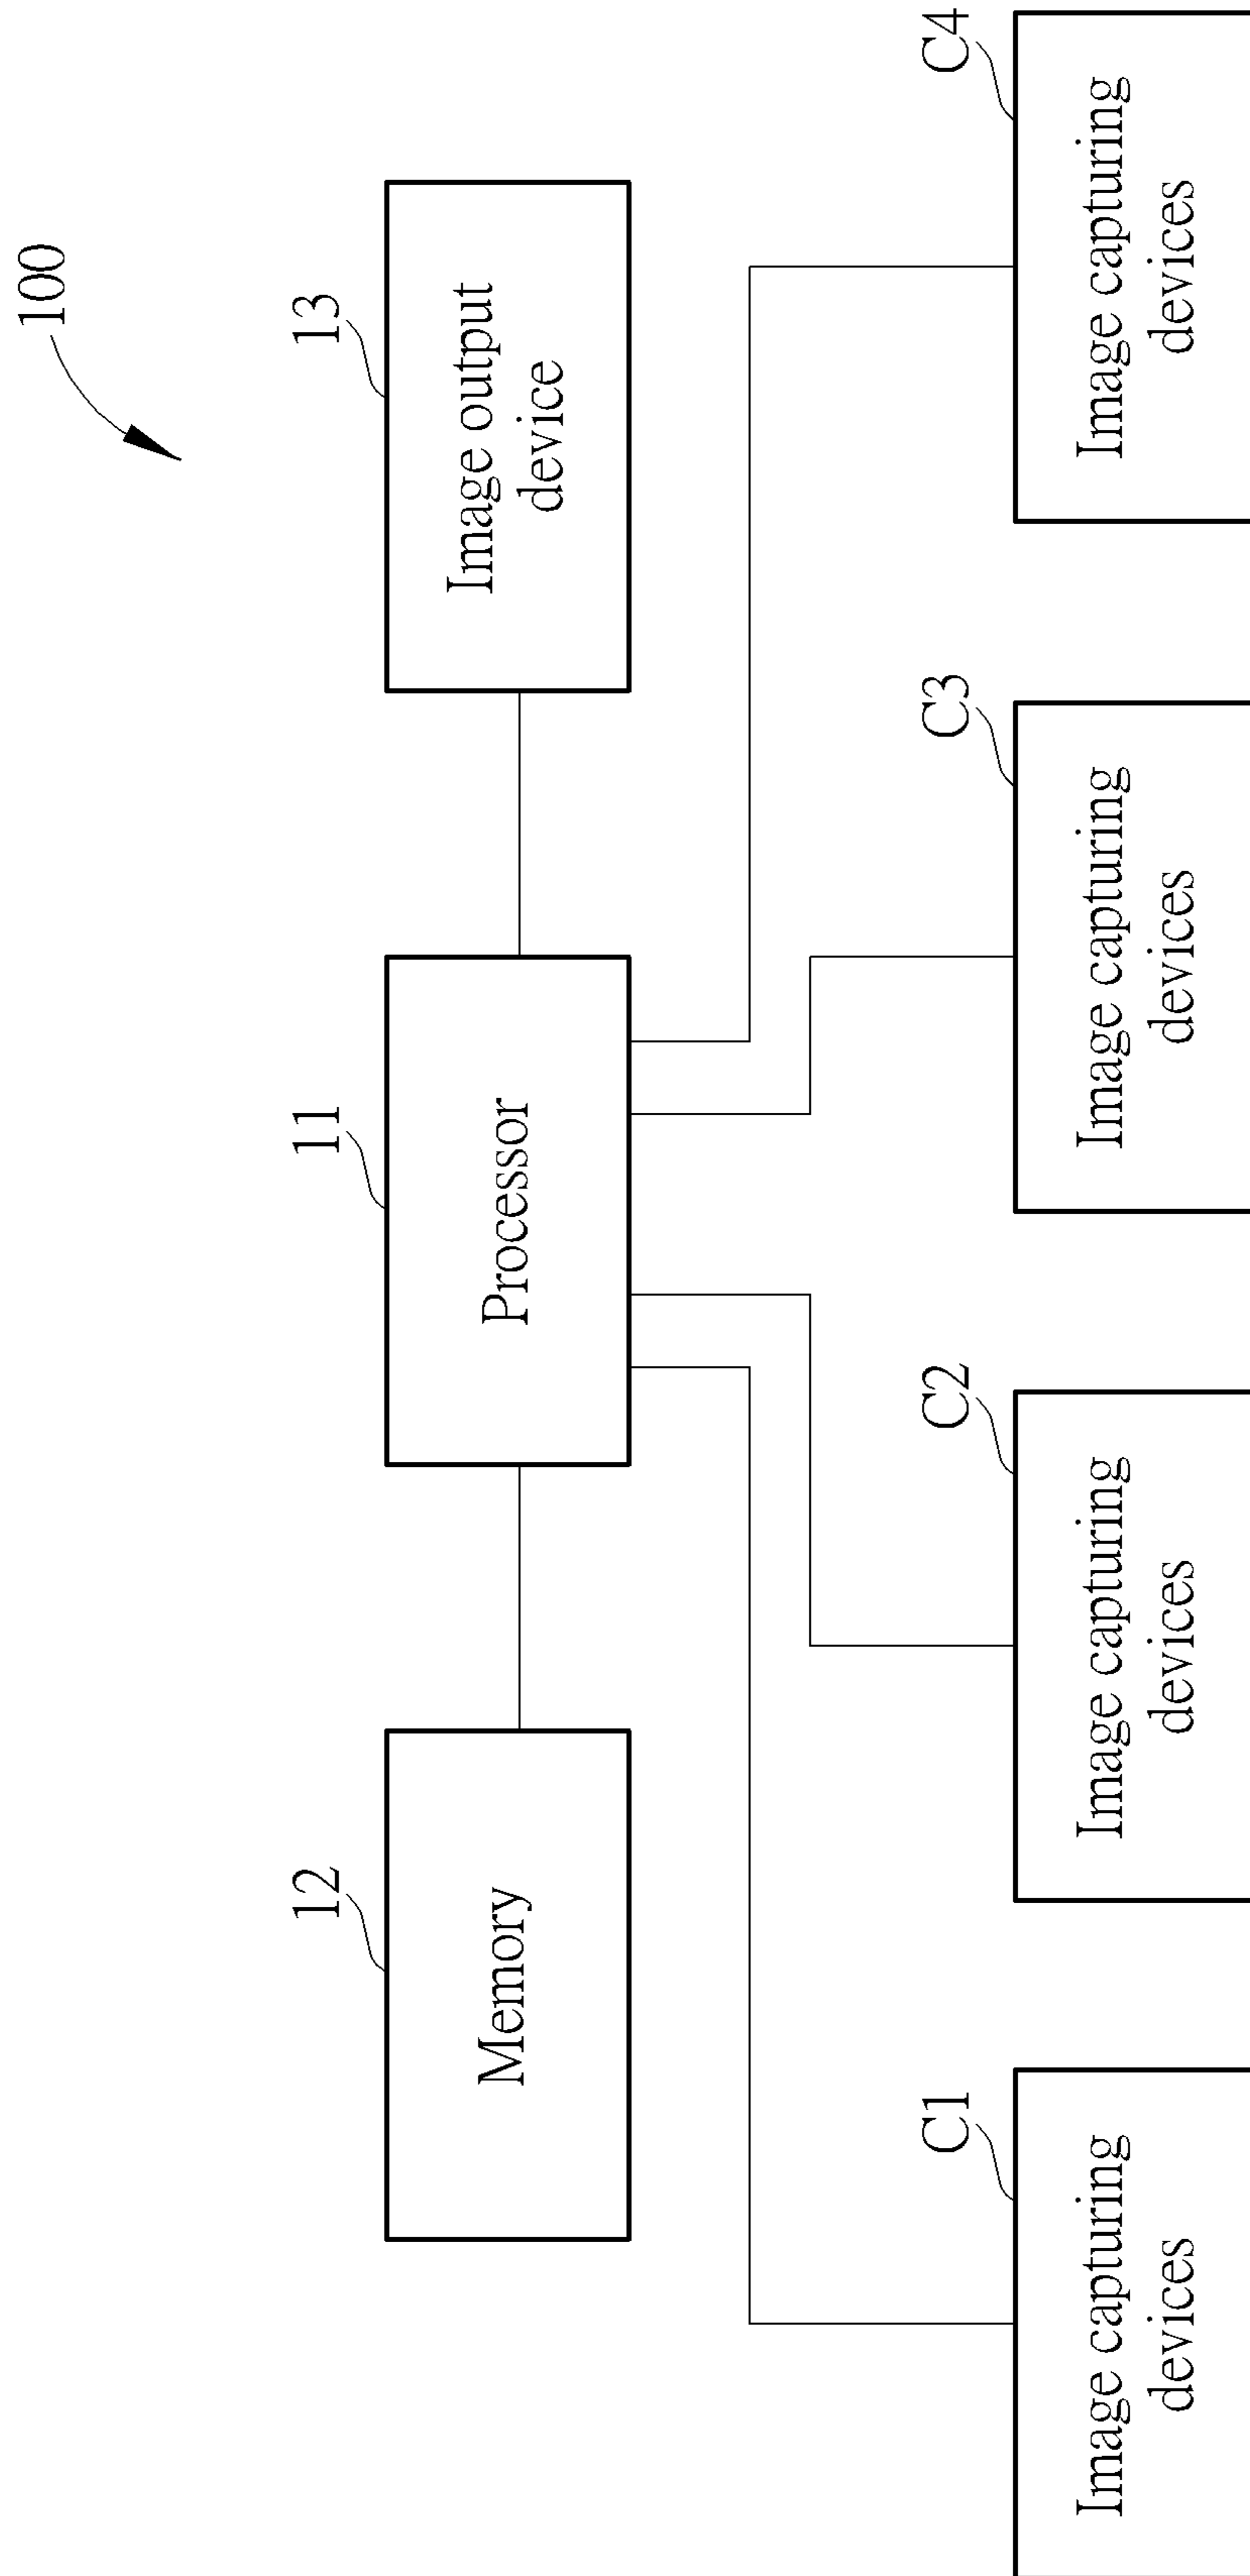 100
12
11
13
Memory
Processor
Image output
device
C1
C2
C3
C4
Image capturing
devices
Image capturing
devices
Image capturing
devices
Image capturing
devices